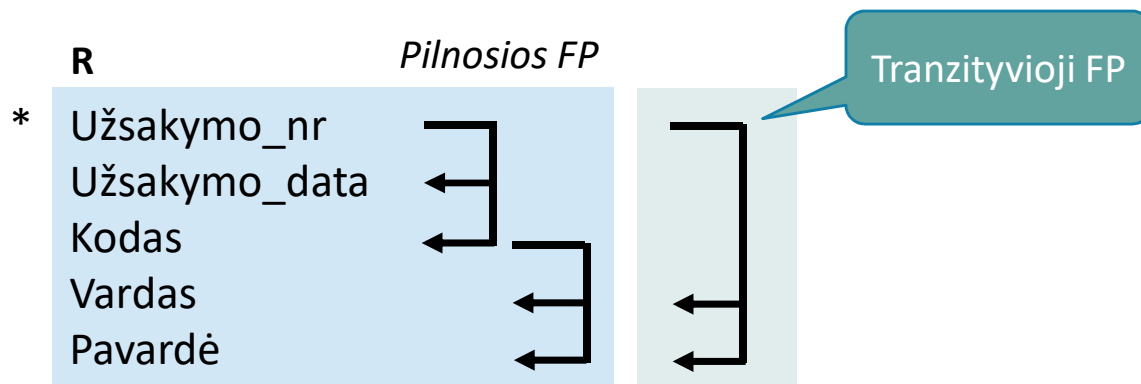 R
Pilnosios FP
Tranzityvioji FP
* Užsakymo_nr
Užsakymo_data
Kodas
Vardas
Pavardė